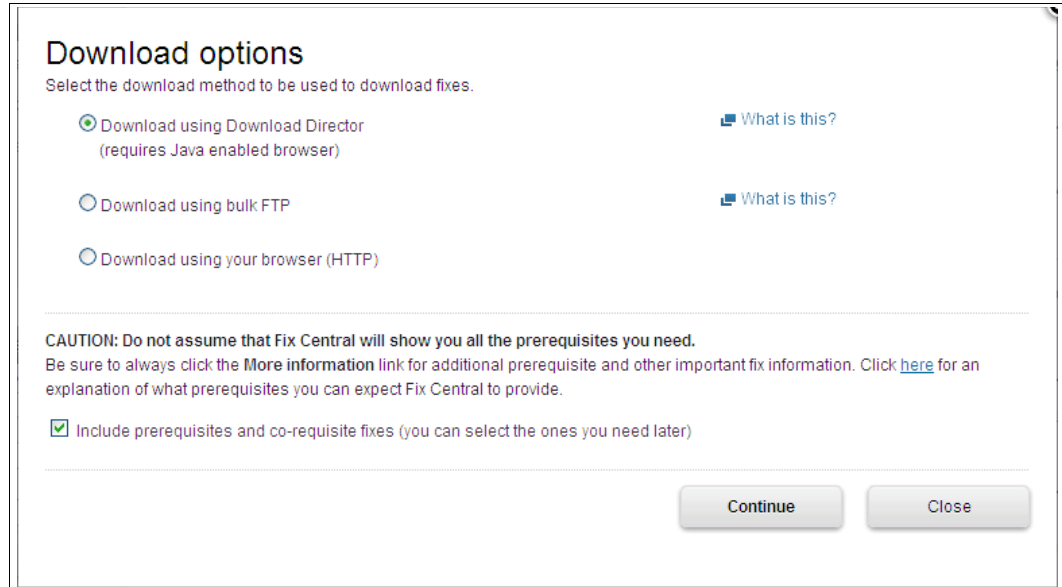 Download options
Select the download method to be used to download fixes.
Download using Download Director
(requires Java enabled browser)
What is this?
Download using bulk FTP
What is this?
Download using your browser (HTTP)
CAUTION: Do not assume that Fix Central will show you all the prerequisites you need.
Be sure to always click the More information link for additional prerequisite and other important fix information. Click here for an
explanation of what prerequisites you can expect Fix Central to provide.
Include prerequisites and co-requisite fixes (you can select the ones you need later)
Continue
Close